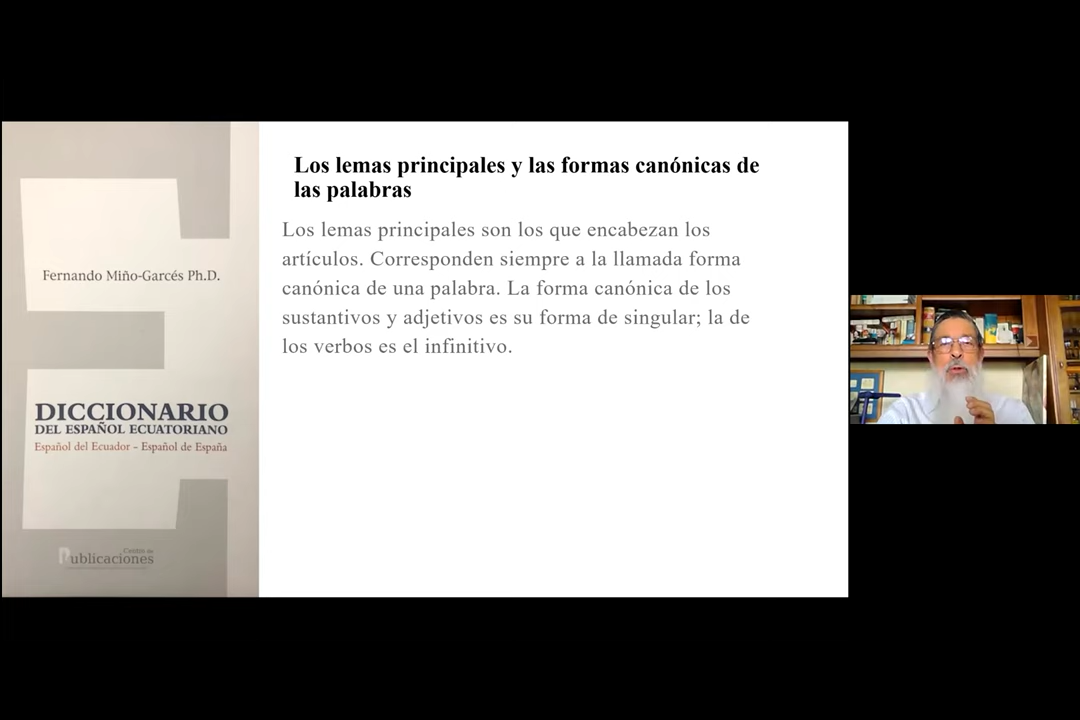 Fernando Miño-Garcés Ph.D.
DICCIONARIO
DEL ESPAÑOL ECUATORIANO
Español del Ecuador – Español de España
Centro de
Publicaciones
Los lemas principales y las formas canónicas de
las palabras
Los lemas principales son los que encabezan los
artículos. Corresponden siempre a la llamada forma
canónica de una palabra. La forma canónica de los
sustantivos y adjetivos es su forma de singular; la de
los verbos es el infinitivo.